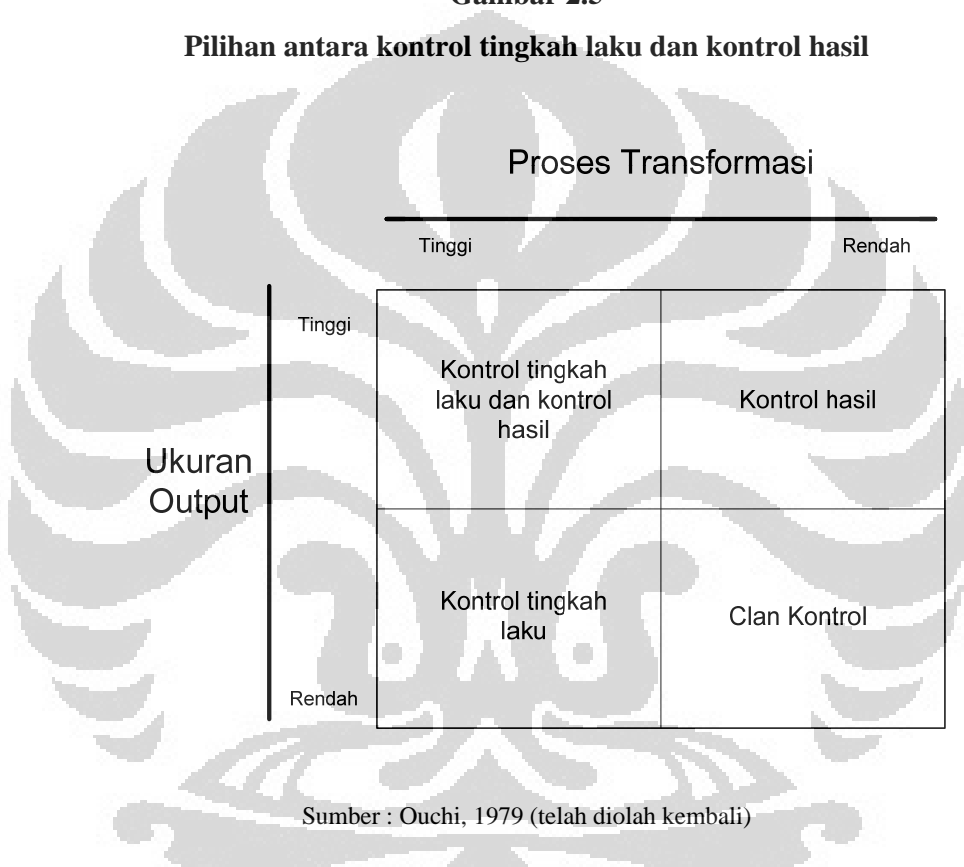 Gambar 2.5
Pilihan antara kontrol tingkah laku dan kontrol hasil
Proses Transformasi
Tinggi
Rendah
Tinggi
Kontrol tingkah
laku dan kontrol
hasil
Kontrol hasil
Ukuran
Output
Kontrol tingkah
laku
Clan Kontrol
Rendah
Sumber : Ouchi, 1979 (telah diolah kembali)